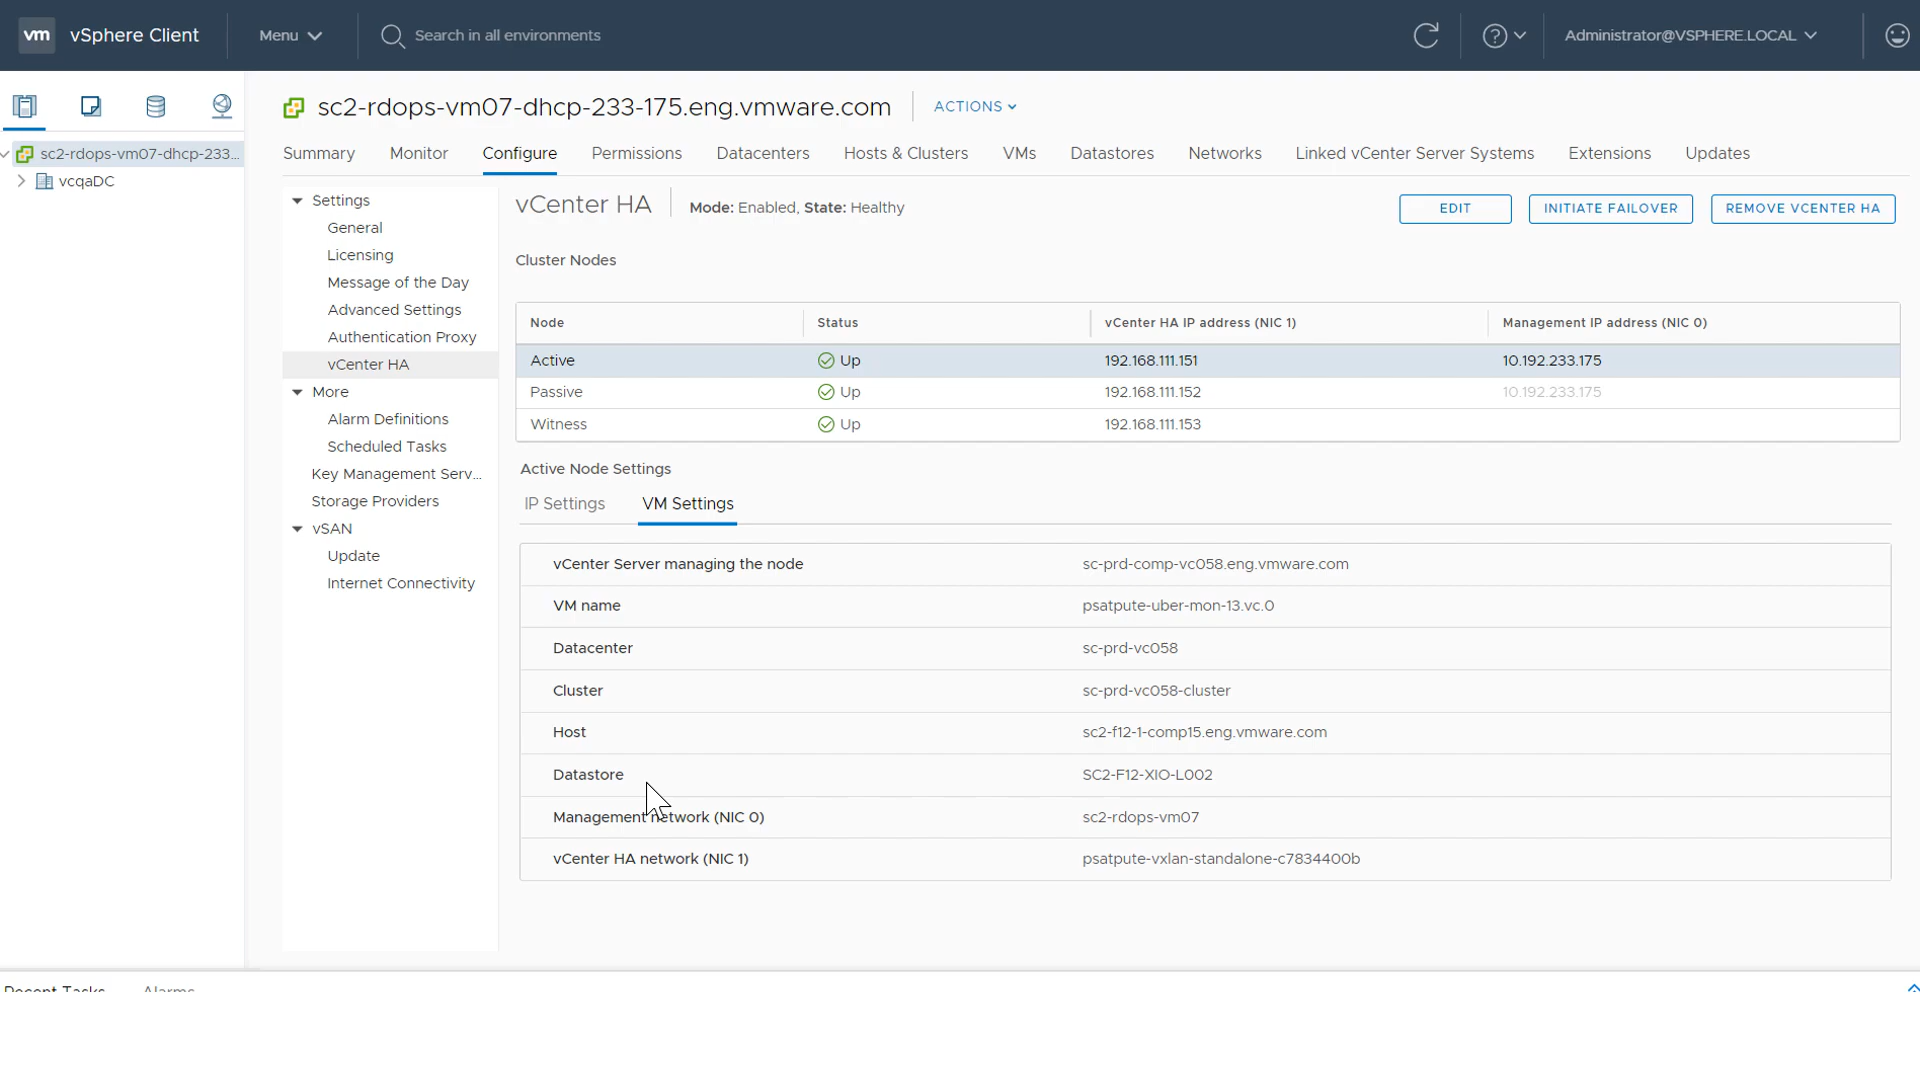 vm vSphere Client Menu Search in all environments ? Administrator@VSPHERE.LOCAL
sc2-rdops-vm07-dhcp-233...
vcqaDC
sc2-rdops-vm07-dhcp-233-175.eng.vmware.com ACTIONS
Summary Monitor Configure Permissions Datacenters Hosts & Clusters VMs Datastores Networks Linked vCenter Server Systems Extensions Updates
Settings
General
Licensing
Message of the Day
Advanced Settings
Authentication Proxy
vCenter HA
More
Alarm Definitions
Scheduled Tasks
Key Management Serv...
Storage Providers
vSAN
Update
Internet Connectivity
vCenter HA Mode: Enabled, State: Healthy EDIT INITIATE FAILOVER REMOVE VCENTER HA
Cluster Nodes
Node Status vCenter HA IP address (NIC 1) Management IP address (NIC 0)
Active Up 192.168.111.151 10.192.233.175
Passive Up 192.168.111.152 10.192.233.175
Witness Up 192.168.111.153
Active Node Settings
IP Settings VM Settings
vCenter Server managing the node sc-prd-comp-vc058.eng.vmware.com
VM name psatpute-uber-mon-13.vc.0
Datacenter sc-prd-vc058
Cluster sc-prd-vc058-cluster
Host sc2-f12-1-comp15.eng.vmware.com
Datastore SC2-F12-XIO-L002
Management network (NIC 0) sc2-rdops-vm07
vCenter HA network (NIC 1) psatpute-vxlan-standalone-c7834400b
Recent Tasks Alarms